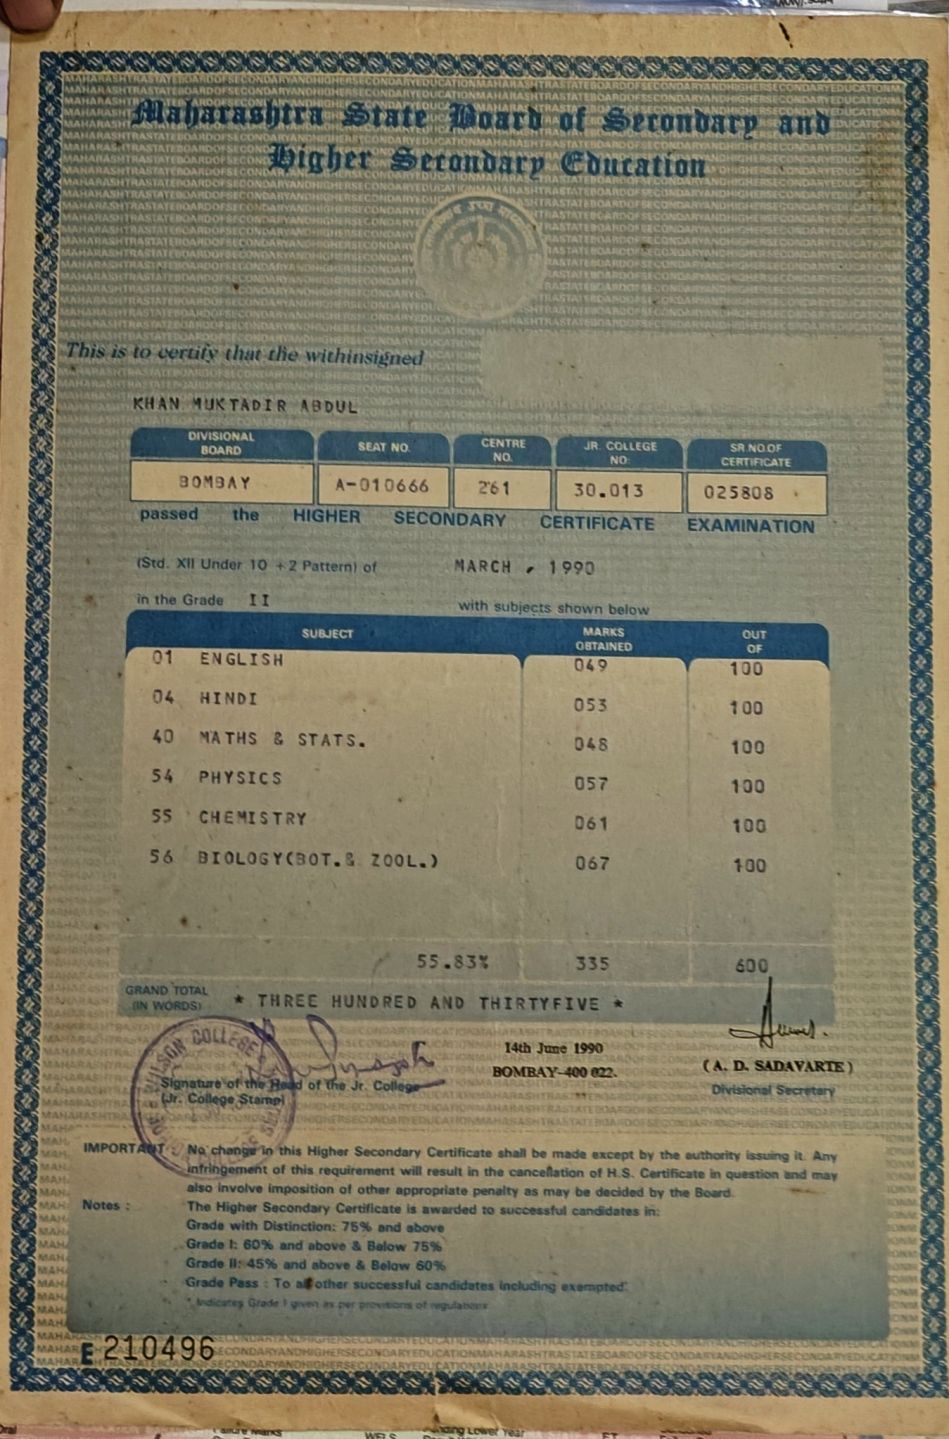 Maharashtra State Board of Secondary and
Higher Secondary Education
This is to certify that the withinsigned
KHAN MUKTADIR ABDUL
DIVISIONAL BOARD SEAT NO. CENTRE NO. JR. COLLEGE NO. SR NO.OF CERTIFICATE
BOMBAY A-010666 261 30.013 025808
passed the HIGHER SECONDARY CERTIFICATE EXAMINATION
(Std. XII Under 10 + 2 Pattern) of MARCH , 1990
in the Grade II with subjects shown below
SUBJECT MARKS OBTAINED OUT OF
01 ENGLISH 049 100
04 HINDI 053 100
40 MATHS & STATS. 048 100
54 PHYSICS 057 100
55 CHEMISTRY 061 100
56 BIOLOGY(BOT.& ZOOL.) 067 100
55.83% 335 600
GRAND TOTAL
(IN WORDS) * THREE HUNDRED AND THIRTYFIVE *
14th June 1990
BOMBAY-400 022.
(A. D. SADAVARTE)
Divisional Secretary
Signature of the Head of the Jr. College
(Jr. College Stamp)
IMPORTANT : No change in this Higher Secondary Certificate shall be made except by the authority issuing it. Any
infringement of this requirement will result in the cancellation of H.S. Certificate in question and may
also involve imposition of other appropriate penalty as may be decided by the Board.
Notes : The Higher Secondary Certificate is awarded to successful candidates in:
Grade with Distinction: 75% and above
Grade I: 60% and above & Below 75%
Grade II: 45% and above & Below 60%
Grade Pass : To all other successful candidates including exempted*.
* Indicates Grade I given as per provisions of regulations
E 210496